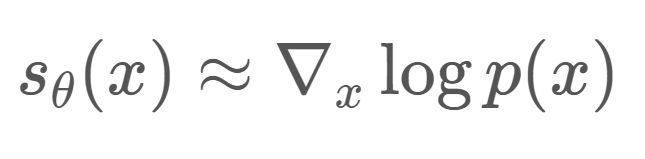 s_θ(x) ≈ ∇_x log p(x)